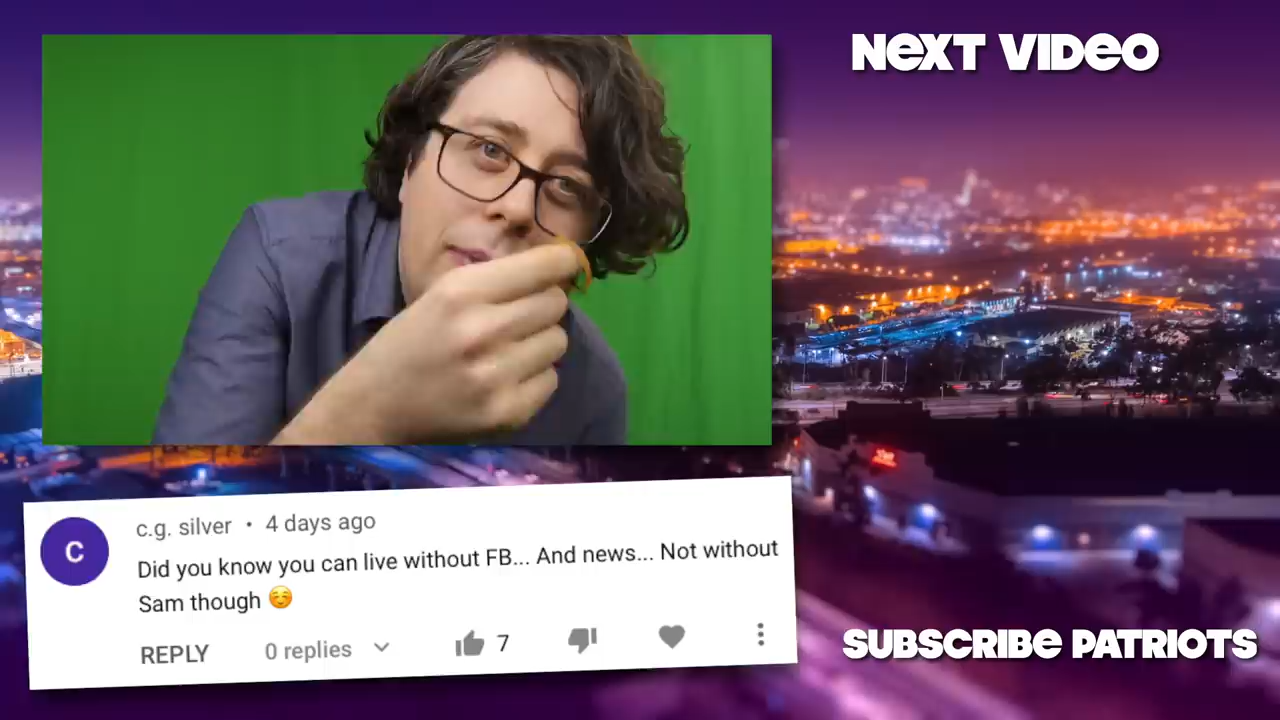 NEXT VIDEO
c.g. silver • 4 days ago
C
Did you know you can live without FB... And news... Not without
Sam though ☺️
REPLY 0 replies 7
SUBSCRIBE PATRIOTS